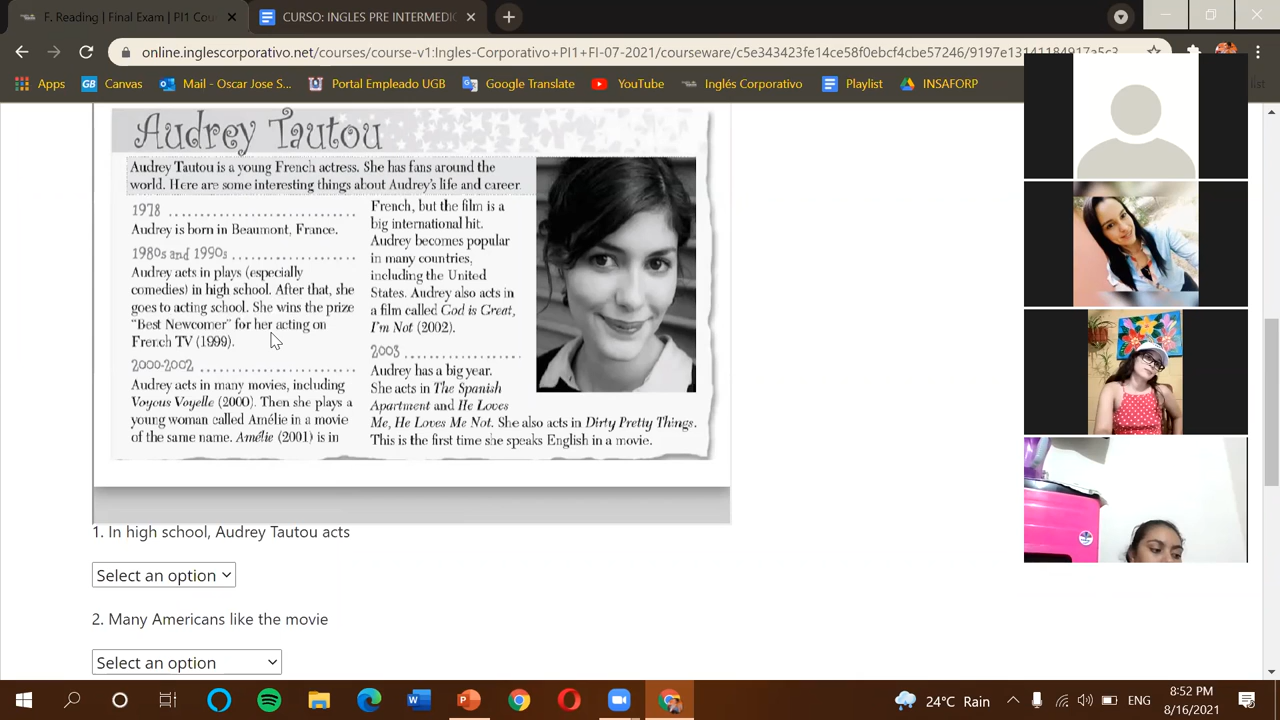 F. Reading | Final Exam | PI1 Cou
CURSO: INGLES PRE INTERMEDIO
online.inglescorporativo.net/courses/course-v1:Ingles-Corporativo+PI1+FI-07-2021/courseware/
Apps
Canvas
Mail - Oscar Jose S...
Portal Empleado UGB
Google Translate
YouTube
Inglés Corporativo
Playlist
INSAFORP
Audrey Tautou
Audrey Tautou is a young French actress. She has fans around the
world. Here are some interesting things about Audrey's life and career.
1978
Audrey is born in Beaumont, France.
1980s and 1990s
Audrey acts in plays (especially
comedies) in high school. After that, she
goes to acting school. She wins the prize
"Best Newcomer" for her acting on
French TV (1999).
2000-2002
Audrey acts in many movies, including
Voyous Voyelle (2000). Then she plays a
young woman called Amélie in a movie
of the same name. Amélie (2001) is in
French, but the film is a
big international hit.
Audrey becomes popular
in many countries,
including the United
States. Audrey also acts in
a film called God is Great,
I'm Not (2002).
2003
Audrey has a big year.
She acts in The Spanish
Apartment and He Loves
Me, He Loves Me Not. She also acts in Dirty Pretty Things.
This is the first time she speaks English in a movie.
1. In high school, Audrey Tautou acts
Select an option
2. Many Americans like the movie
Select an option
24°C Rain
ENG
8:52 PM
8/16/2021